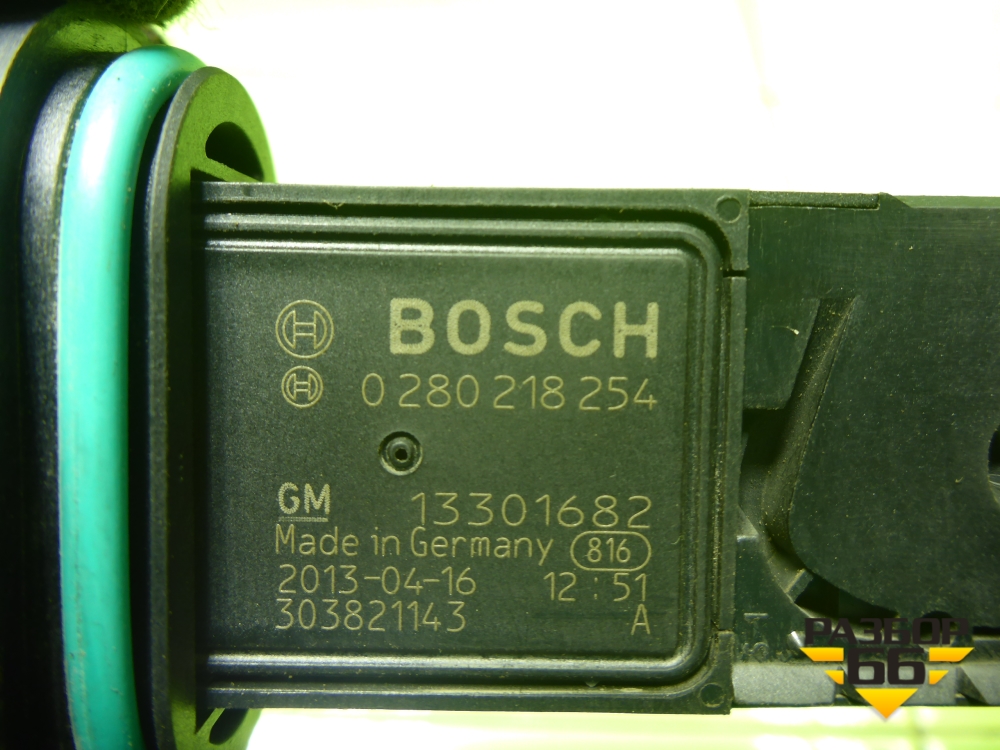 BOSCH
0 280 218 254
GM 13301682
Made in Germany 816
2013-04-16 12:51
303821143 A
РАЗБОР
66